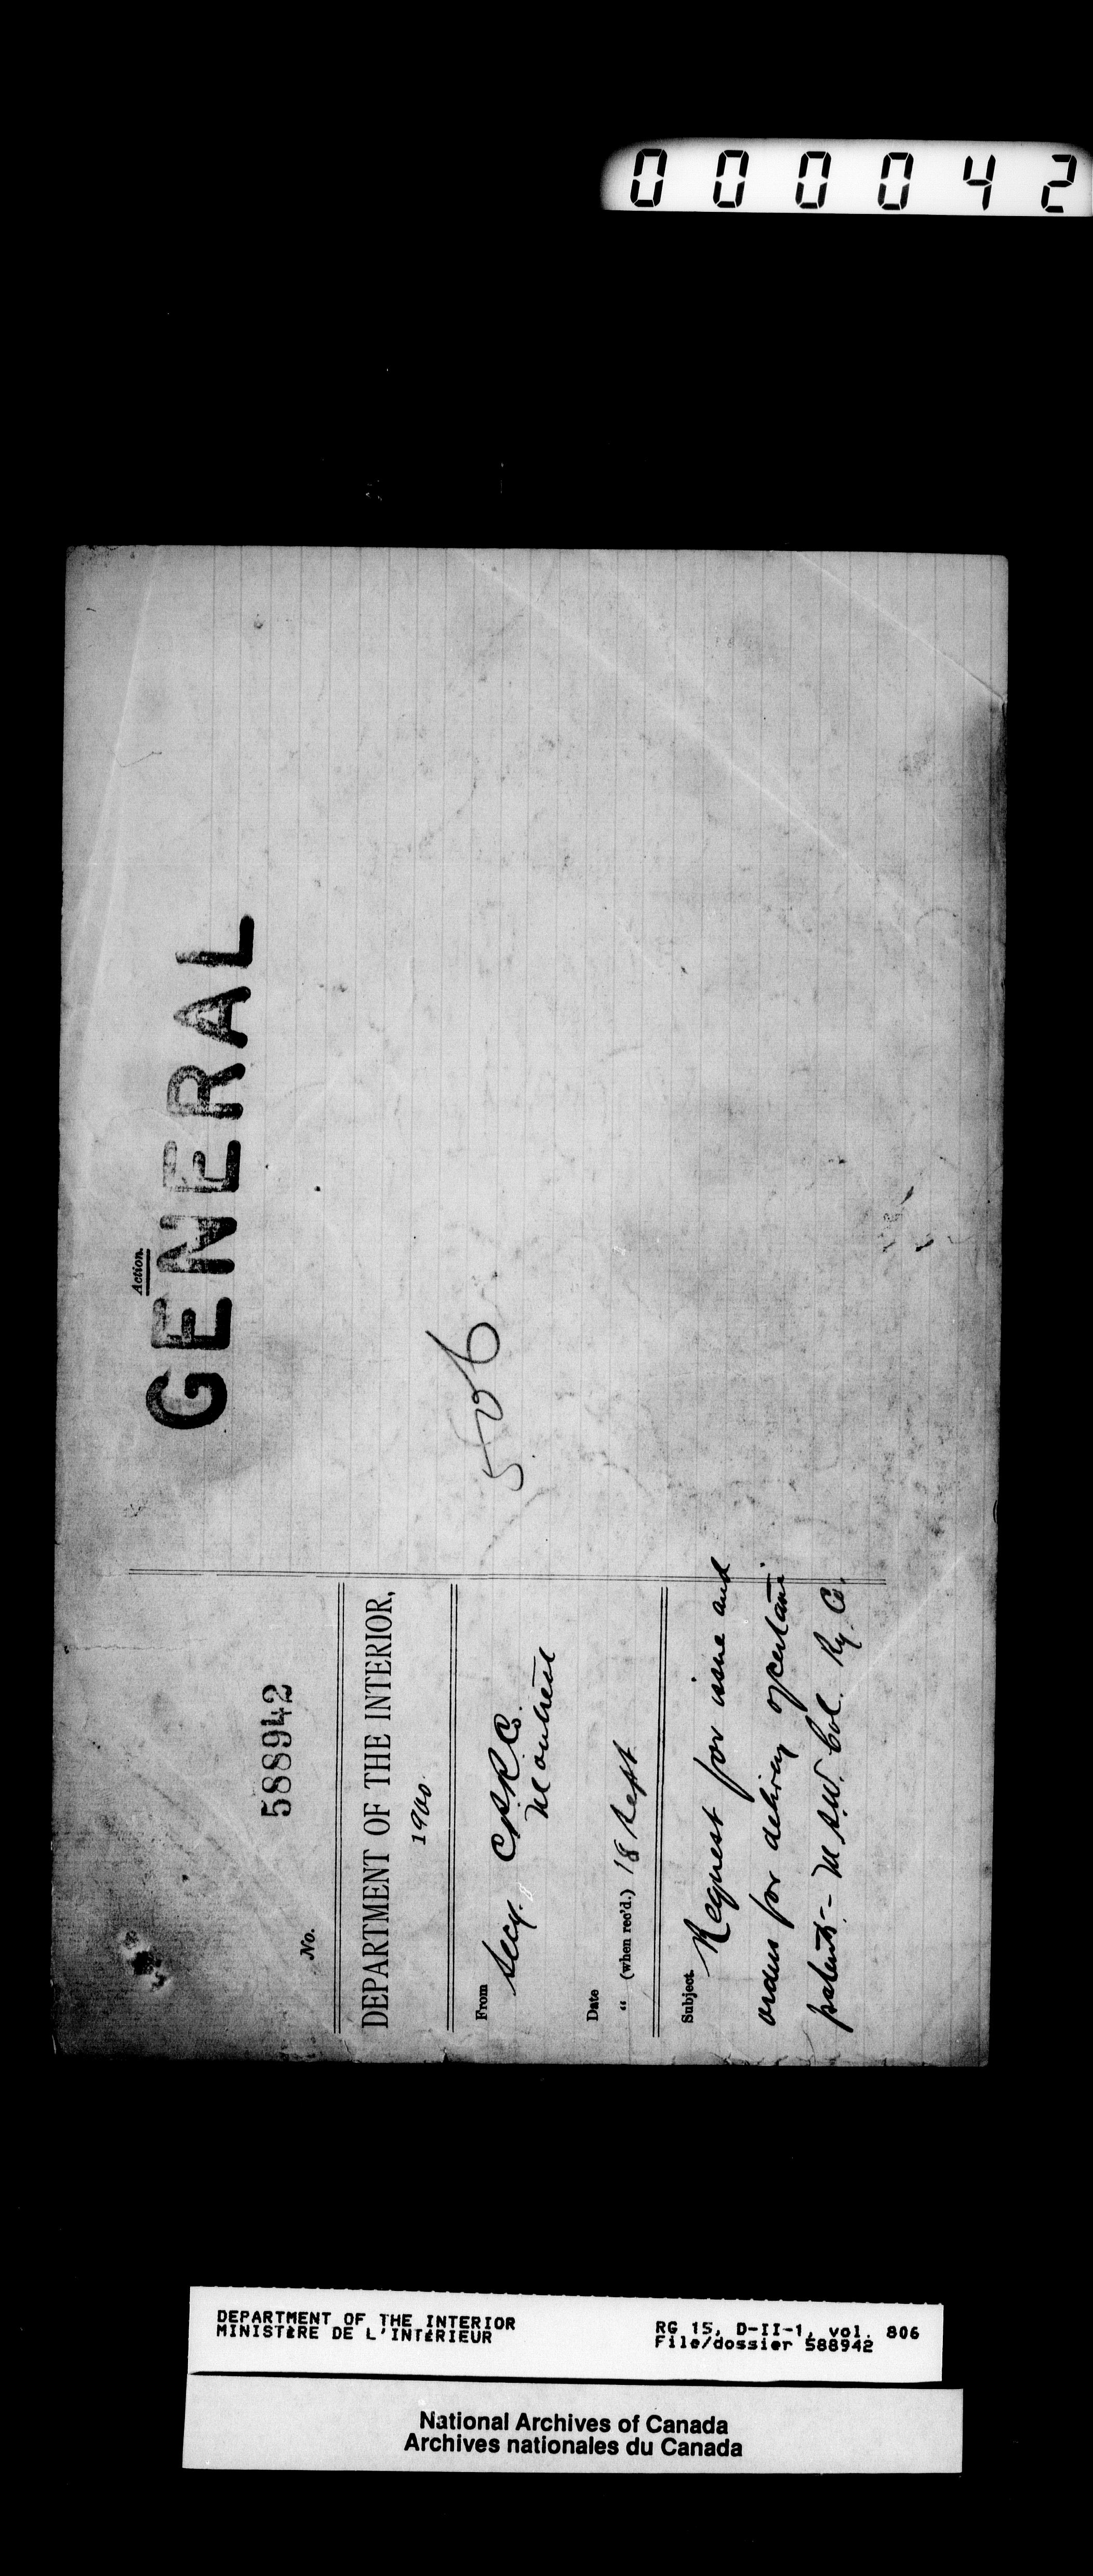 000042
Action.
GENERAL
588942
No.
DEPARTMENT OF THE INTERIOR,
1900
506
From Secy. C.P.R. Co.
Montreal
Date
" (when rec'd.) 18 Sept
Subject Request for issue and
orders for delivery of certain
patents. - M. S.W. Col. Ry. Co.
DEPARTMENT OF THE INTERIOR
MINISTÈRE DE L'INTÉRIEUR
RG 15, D-II-1, vol. 806
File/dossier 588942
National Archives of Canada
Archives nationales du Canada